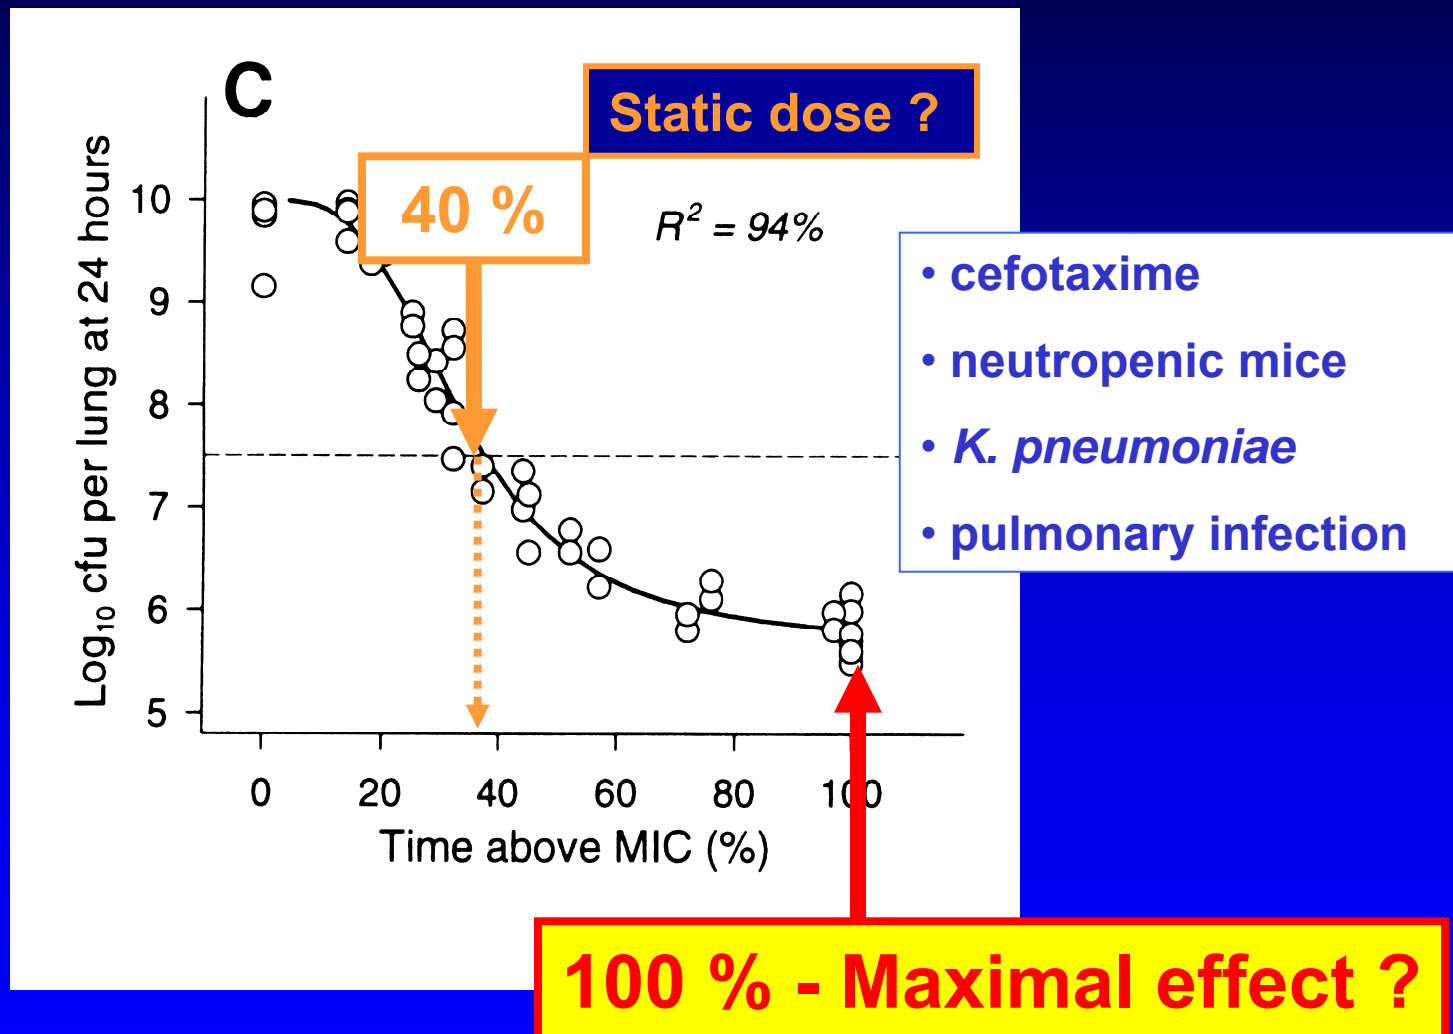 C
Static dose ?
40 %
R² = 94%
Log₁₀ cfu per lung at 24 hours
10
9
8
7
6
5
0 20 40 60 80 100
Time above MIC (%)
• cefotaxime
• neutropenic mice
• K. pneumoniae
• pulmonary infection
100 % - Maximal effect ?